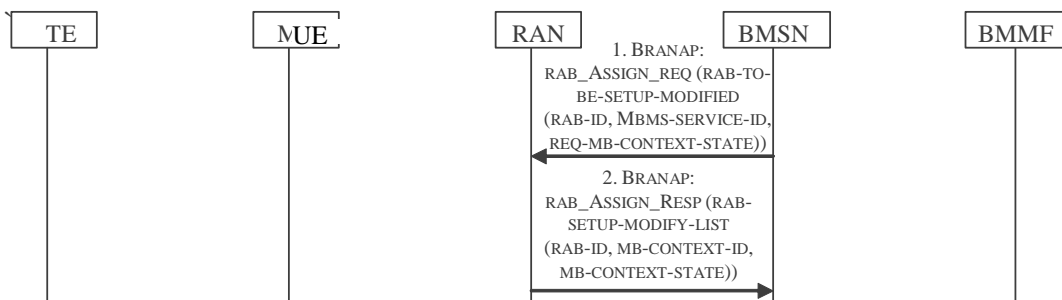 `
TE
MUE
RAN
BMSN
BMMF
1. BRANAP:
RAB_ASSIGN_REQ (RAB-TO-
BE-SETUP-MODIFIED
(RAB-ID, MBMS-SERVICE-ID,
REQ-MB-CONTEXT-STATE))
2. BRANAP:
RAB_ASSIGN_RESP (RAB-
SETUP-MODIFY-LIST
(RAB-ID, MB-CONTEXT-ID,
MB-CONTEXT-STATE))